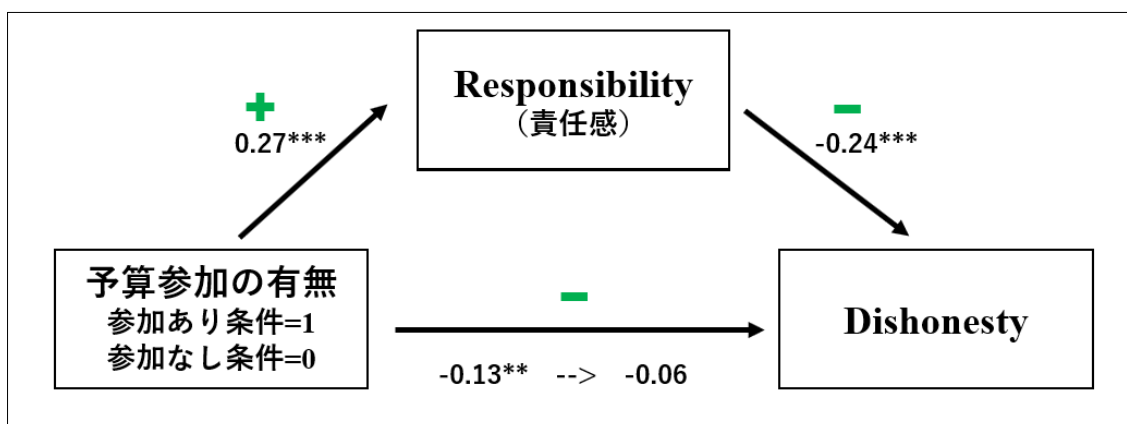 Responsibility
（責任感）
+
0.27***
-
-0.24***
予算参加の有無
参加あり条件=1
参加なし条件=0
-
-0.13** --> -0.06
Dishonesty